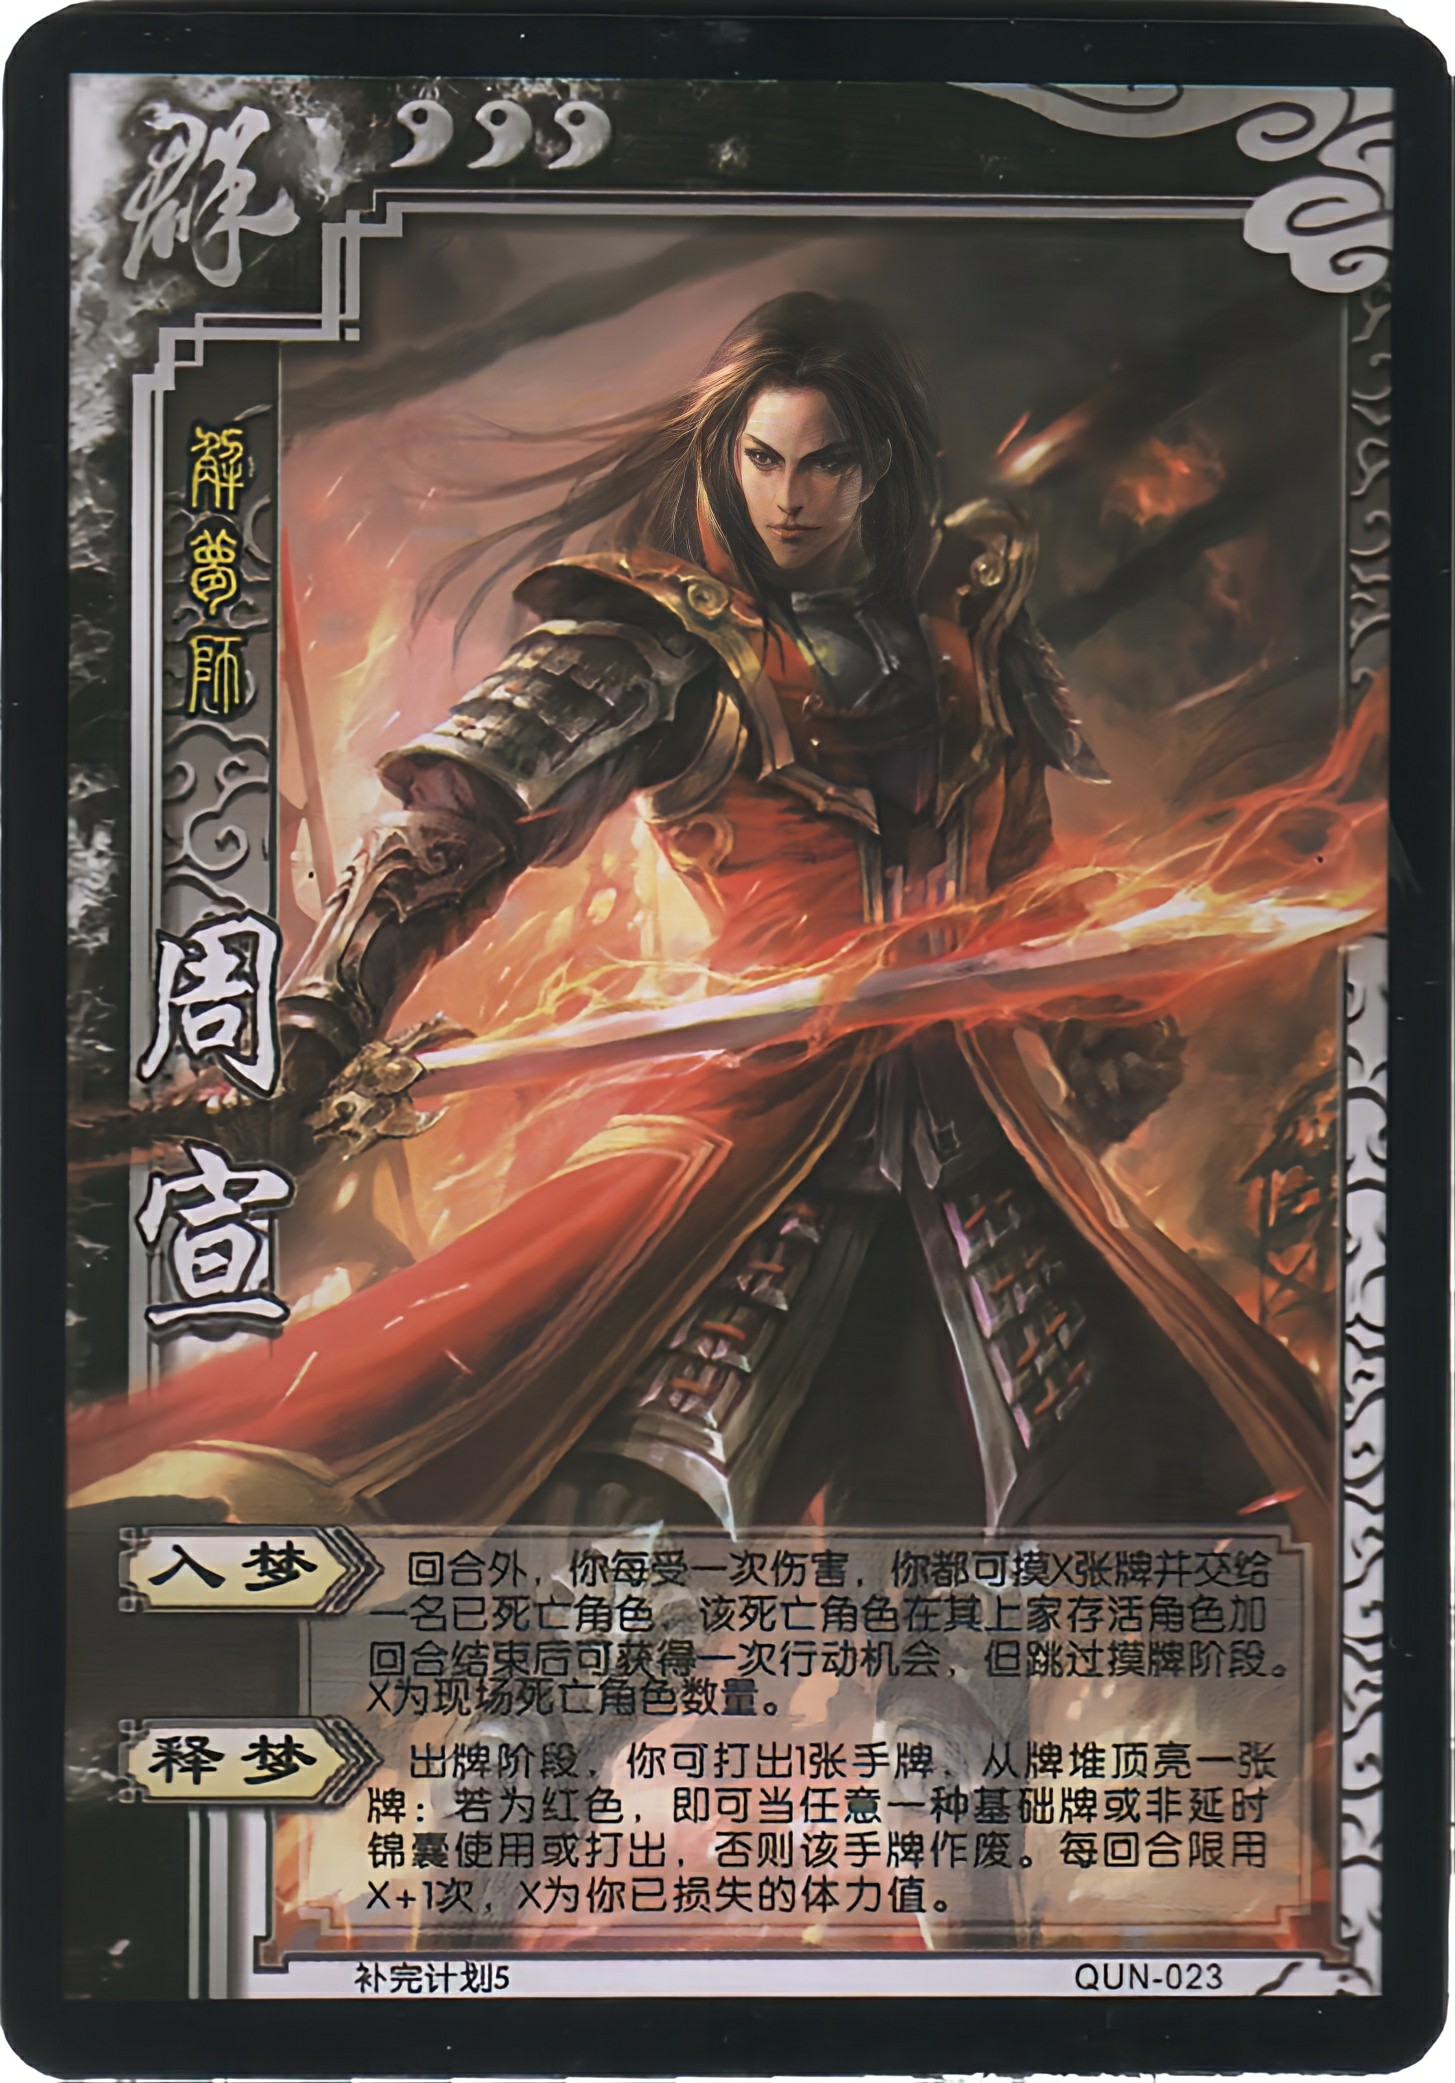 群
解夢師
周宣
入梦
回合外，你每受一次伤害，你都可摸X张牌并交给
一名已死亡角色，该死亡角色在其上家存活角色加
回合结束后可获得一次行动机会，但跳过摸牌阶段。
X为现场死亡角色数量。
释梦
出牌阶段，你可打出1张手牌，从牌堆顶亮一张
牌：若为红色，即可当任意一种基础牌或非延时
锦囊使用或打出，否则该手牌作废。每回合限用
X+1次，X为你已损失的体力值。
补完计划5
QUN-023